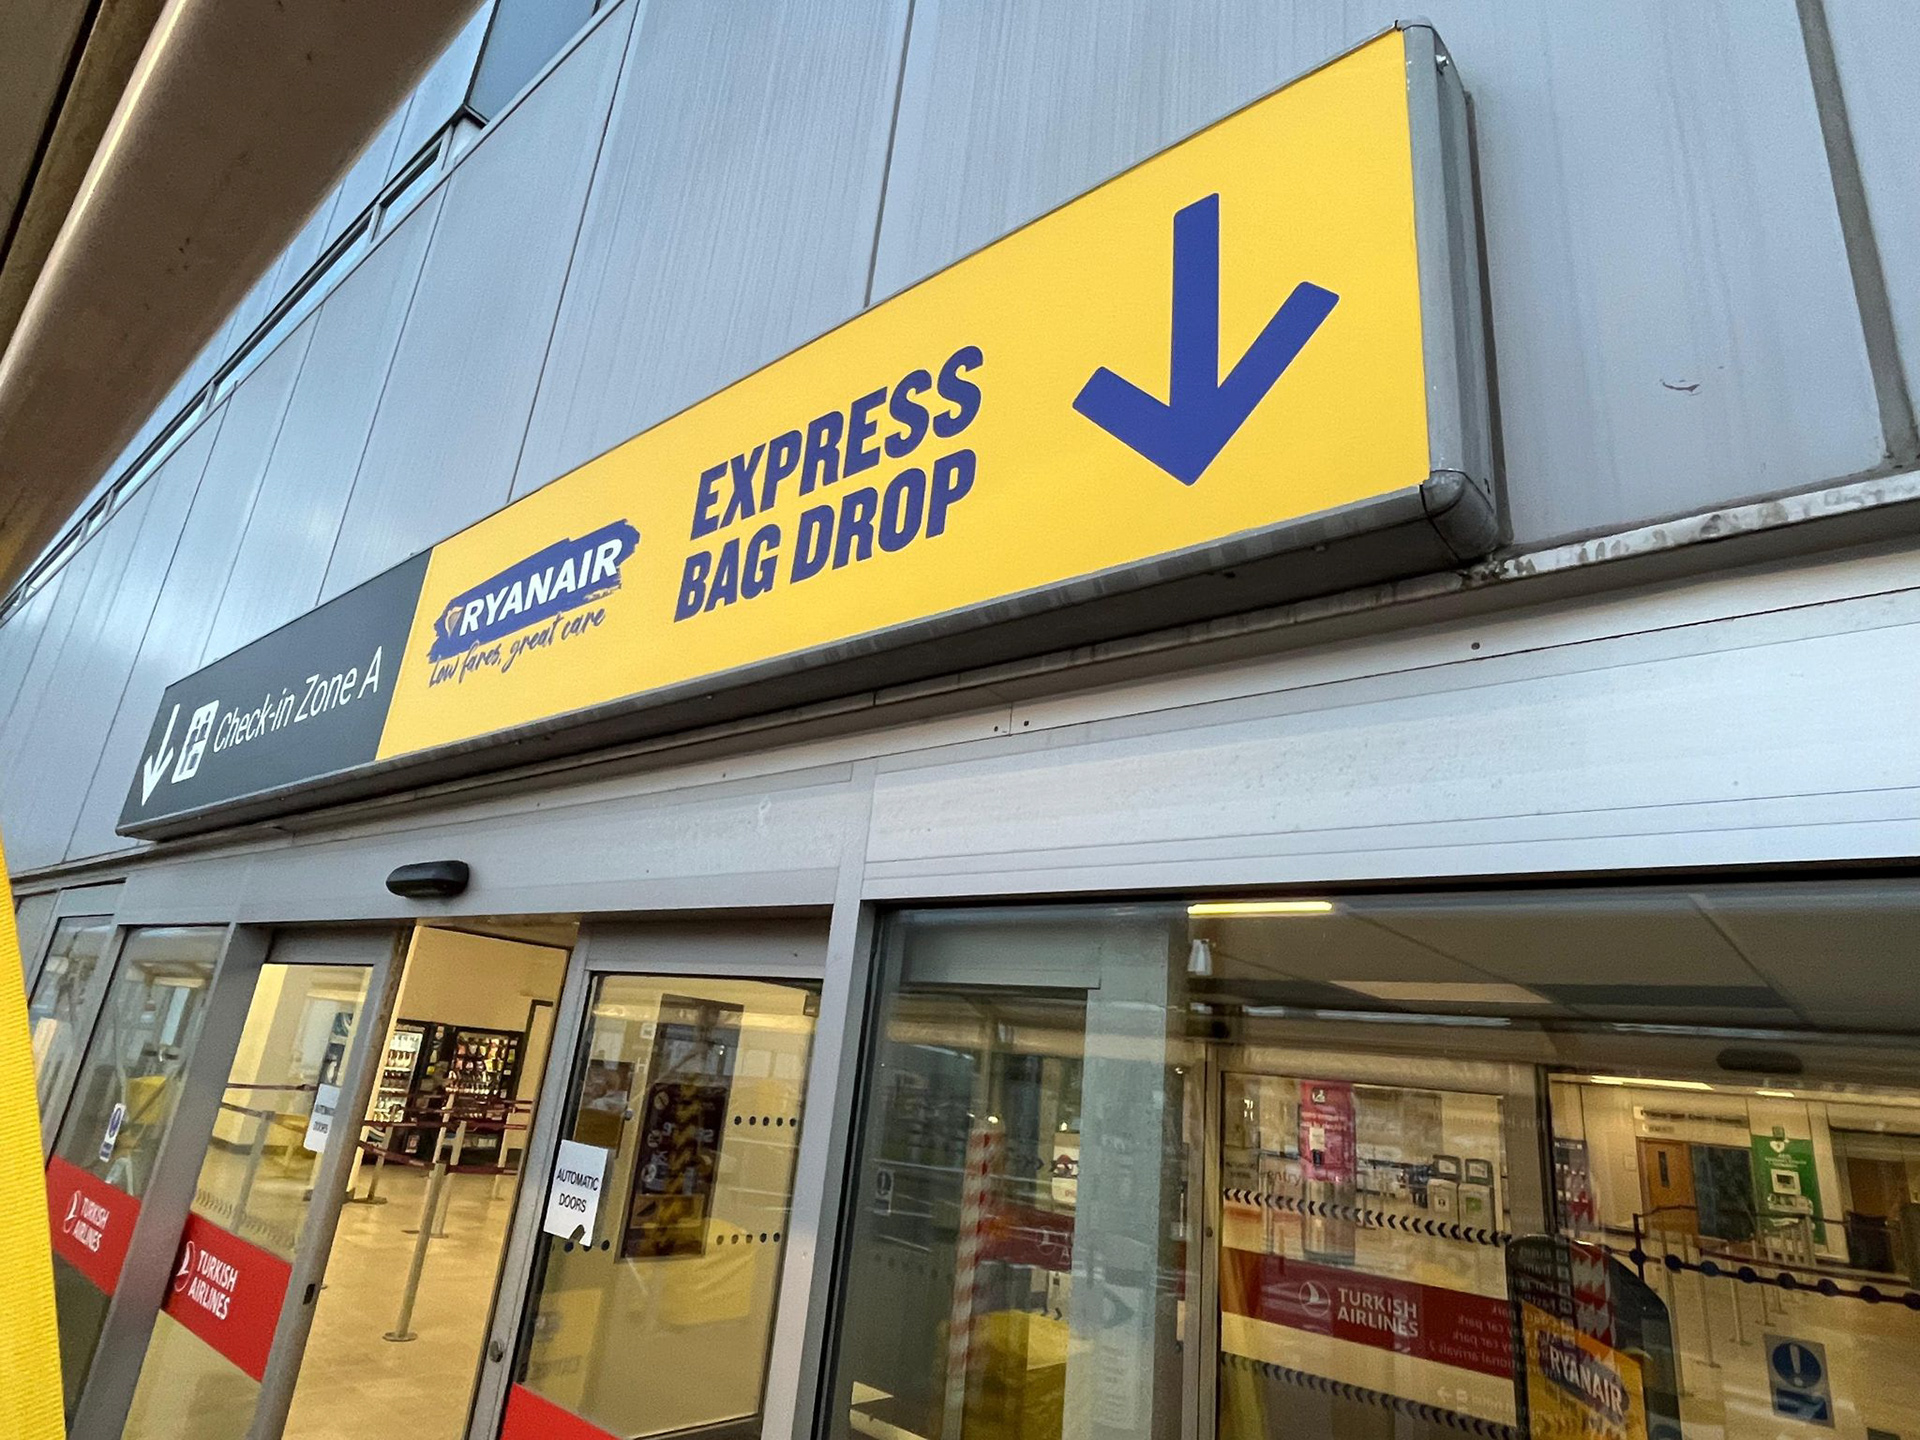 EXPRESS
BAG DROP
RYANAIR
Low fares, great care
Check-in Zone A
AUTOMATIC
DOORS
TURKISH
AIRLINES
TURKISH
AIRLINES
TURKISH
AIRLINES
RYANAIR